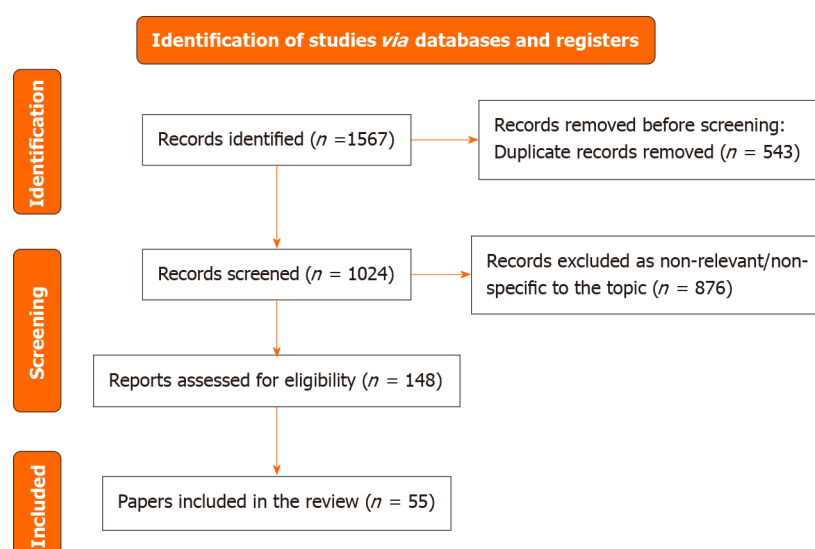 Identification of studies via databases and registers
Identification
Records identified (n =1567)
Records removed before screening:
Duplicate records removed (n = 543)
Screening
Records screened (n = 1024)
Records excluded as non-relevant/non-
specific to the topic (n = 876)
Reports assessed for eligibility (n = 148)
Included
Papers included in the review (n = 55)